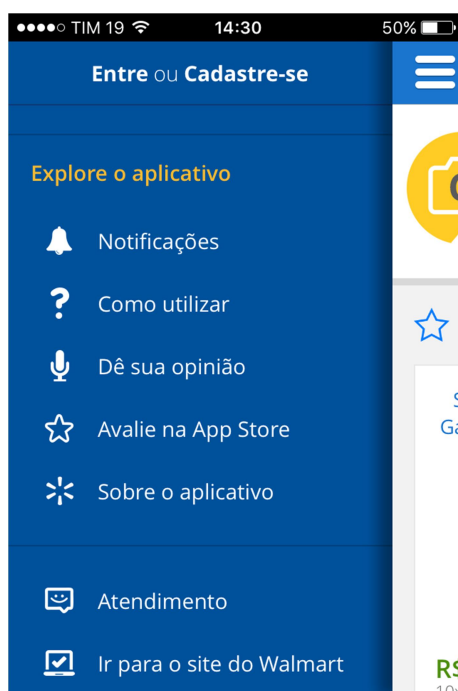 TIM 19 14:30 50%
Entre ou Cadastre-se
Explore o aplicativo
Notificações
Como utilizar
Dê sua opinião
Avalie na App Store
Sobre o aplicativo
Atendimento
Ir para o site do Walmart
R$